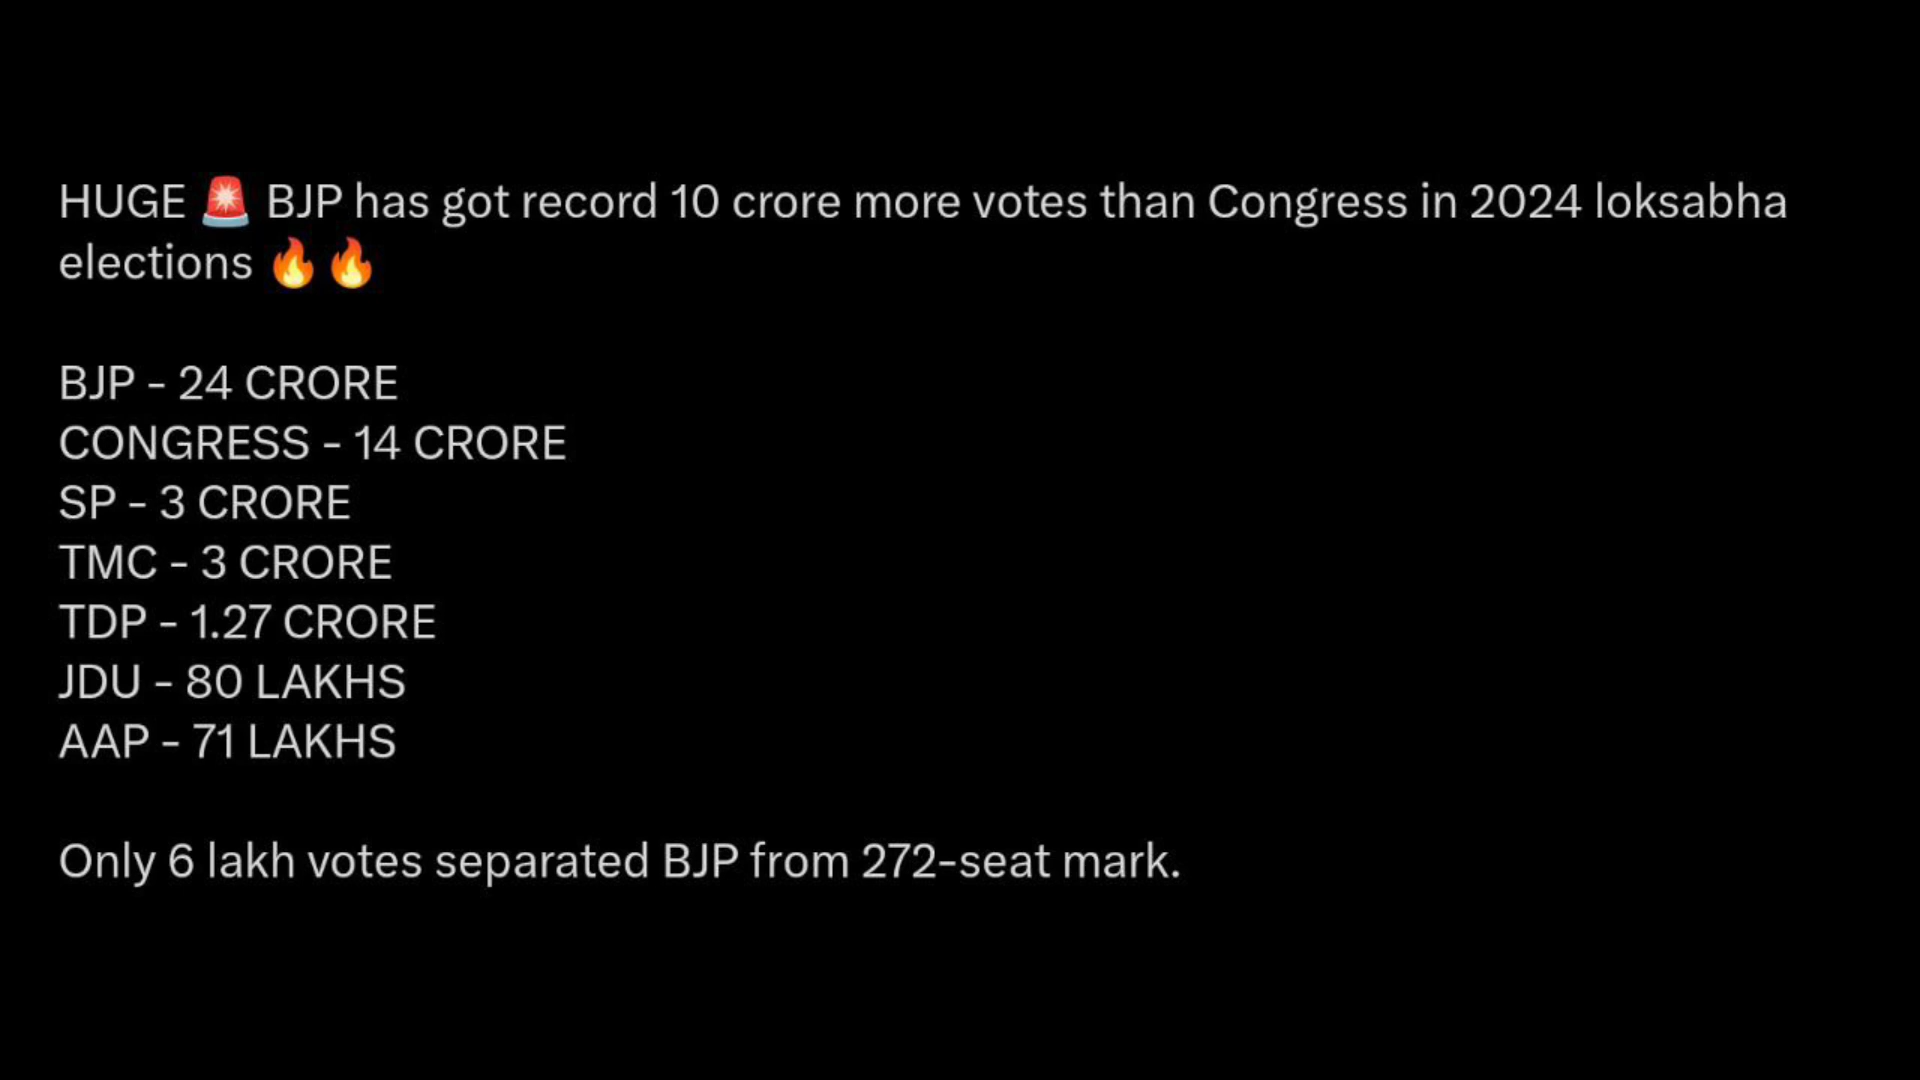 HUGE 🚨 BJP has got record 10 crore more votes than Congress in 2024 loksabha
elections 🔥🔥
BJP - 24 CRORE
CONGRESS - 14 CRORE
SP - 3 CRORE
TMC - 3 CRORE
TDP - 1.27 CRORE
JDU - 80 LAKHS
AAP - 71 LAKHS
Only 6 lakh votes separated BJP from 272-seat mark.